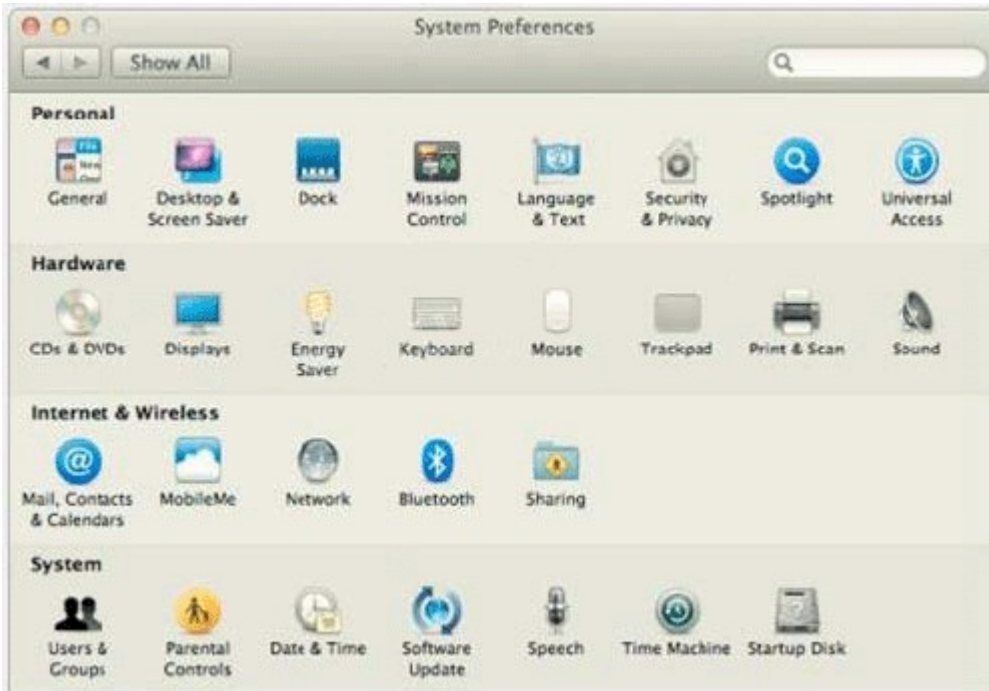 System Preferences
Show All
Personal
General
Desktop & Screen Saver
Dock
Mission Control
Language & Text
Security & Privacy
Spotlight
Universal Access
Hardware
CDs & DVDs
Displays
Energy Saver
Keyboard
Mouse
Trackpad
Print & Scan
Sound
Internet & Wireless
Mail, Contacts & Calendars
MobileMe
Network
Bluetooth
Sharing
System
Users & Groups
Parental Controls
Date & Time
Software Update
Speech
Time Machine
Startup Disk